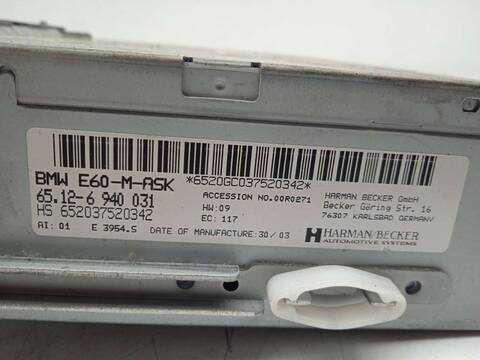 BMW E60-M-ASK
*6520GC037520342*
65.12-6 940 031
ACCESSION NO.00R0271
HARMAN BECKER GmbH
HS 652037520342
HW:09
Becker Göring Str. 16
EC: 117
76307 KARLSBAD GERMANY
AI: 01 E 3954.5 DATE OF MANUFACTURE:30/03
HARMAN/BECKER
AUTOMOTIVE SYSTEMS